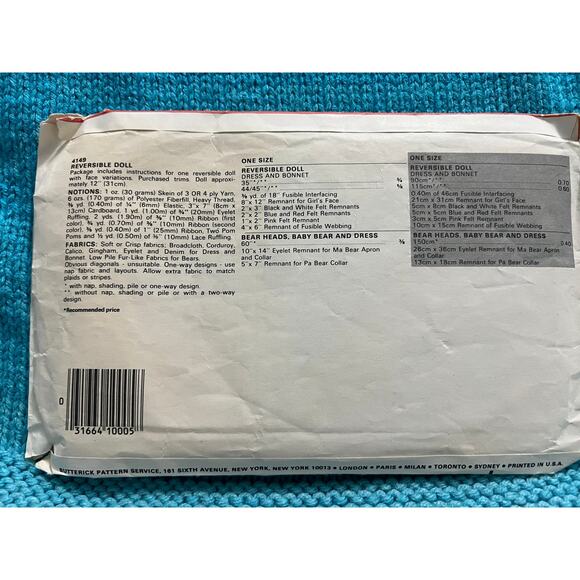 4149
REVERSIBLE DOLL
Package includes instructions for one reversible doll
with face variations. Purchased trims. Doll approxi-
mately 12" (31cm)
NOTIONS: 1 oz. (30 grams) Skein of 3 OR 4 ply Yarn,
6 ozs. (170 grams) of Polyester Fiberfill, Heavy Thread,
yd. (0.40m) of ¼" (6mm) Elastic, 3" x 7" (8cm x
13cm) Cardboard, 1 yd. (1.00m) of ¾" (20mm) Eyelet
Ruffling, 2 yds. (1.90m) of (10mm) Ribbon (first
color), ¾ yd. (0.70m) of (10mm) Ribbon (second
color), yd. (0.40m) of 1" (25mm) Ribbon, Two Pom
Poms and ½ yd. (0.50m) of (10mm) Lace Ruffling.
FABRICS: Soft or Crisp fabrics: Broadcloth, Corduroy,
Calico, Gingham, Eyelet and Denim for Dress and
Bonnet. Low Pile Fur-Like Fabrics for Bears.
Obvious diagonals - unsuitable. One-way designs - use
nap fabric and layouts. Allow extra fabric to match
plaids or stripes.
* with nap, shading, pile or one-way design.
** without nap, shading or pile or with a two-way
design.
*Recommended price
ONE SIZE
REVERSIBLE DOLL
DRESS AND BONNET
35"*/**
44/45"*/**
yd. of 18" Fusible Interfacing
8" x 12" Remnant for Girl's Face
2" x 3" Black and White Felt Remnants
2" x 2" Blue and Red Felt Remnants
1" x 2" Pink Felt Remnant
4" x 6" Remnant of Fusible Webbing
BEAR HEADS, BABY BEAR AND DRESS
60"
10" x 14" Eyelet Remnant for Ma Bear Apron
and Collar
5" x 7" Remnant for Pa Bear Collar
ONE SIZE
REVERSIBLE DOLL
DRESS AND BONNET
90cm*/** 0.70
115cm*/** 0.60
0.40m of 46cm Fusible Interfacing
21cm x 31cm Remnant for Girl's Face
5cm x 8cm Black and White Felt Remnants
5cm x 5cm Blue and Red Felt Remnants
3cm x 5cm Pink Felt Remnant
10cm x 15cm Remnant of Fusible Webbing
BEAR HEADS, BABY BEAR AND DRESS
150cm* 0.40
26cm x 36cm Eyelet Remnant for Ma Bear Apron
and Collar
13cm x 18cm Remnant for Pa Bear Collar
0
31664 10005
BUTTERICK PATTERN SERVICE, 161 SIXTH AVENUE, NEW YORK, NEW YORK 10013 • LONDON • PARIS • MILAN • TORONTO • SYDNEY • PRINTED IN U.S.A.